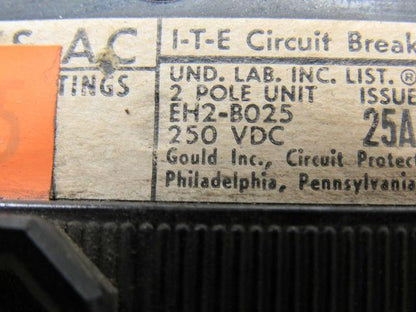 AC
I-T-E Circuit Break
TINGS
UND. LAB. INC. LIST.®
2 POLE UNIT ISSUE
EH2-B025
250 VDC 25A
Gould Inc., Circuit Protect
Philadelphia, Pennsylvania